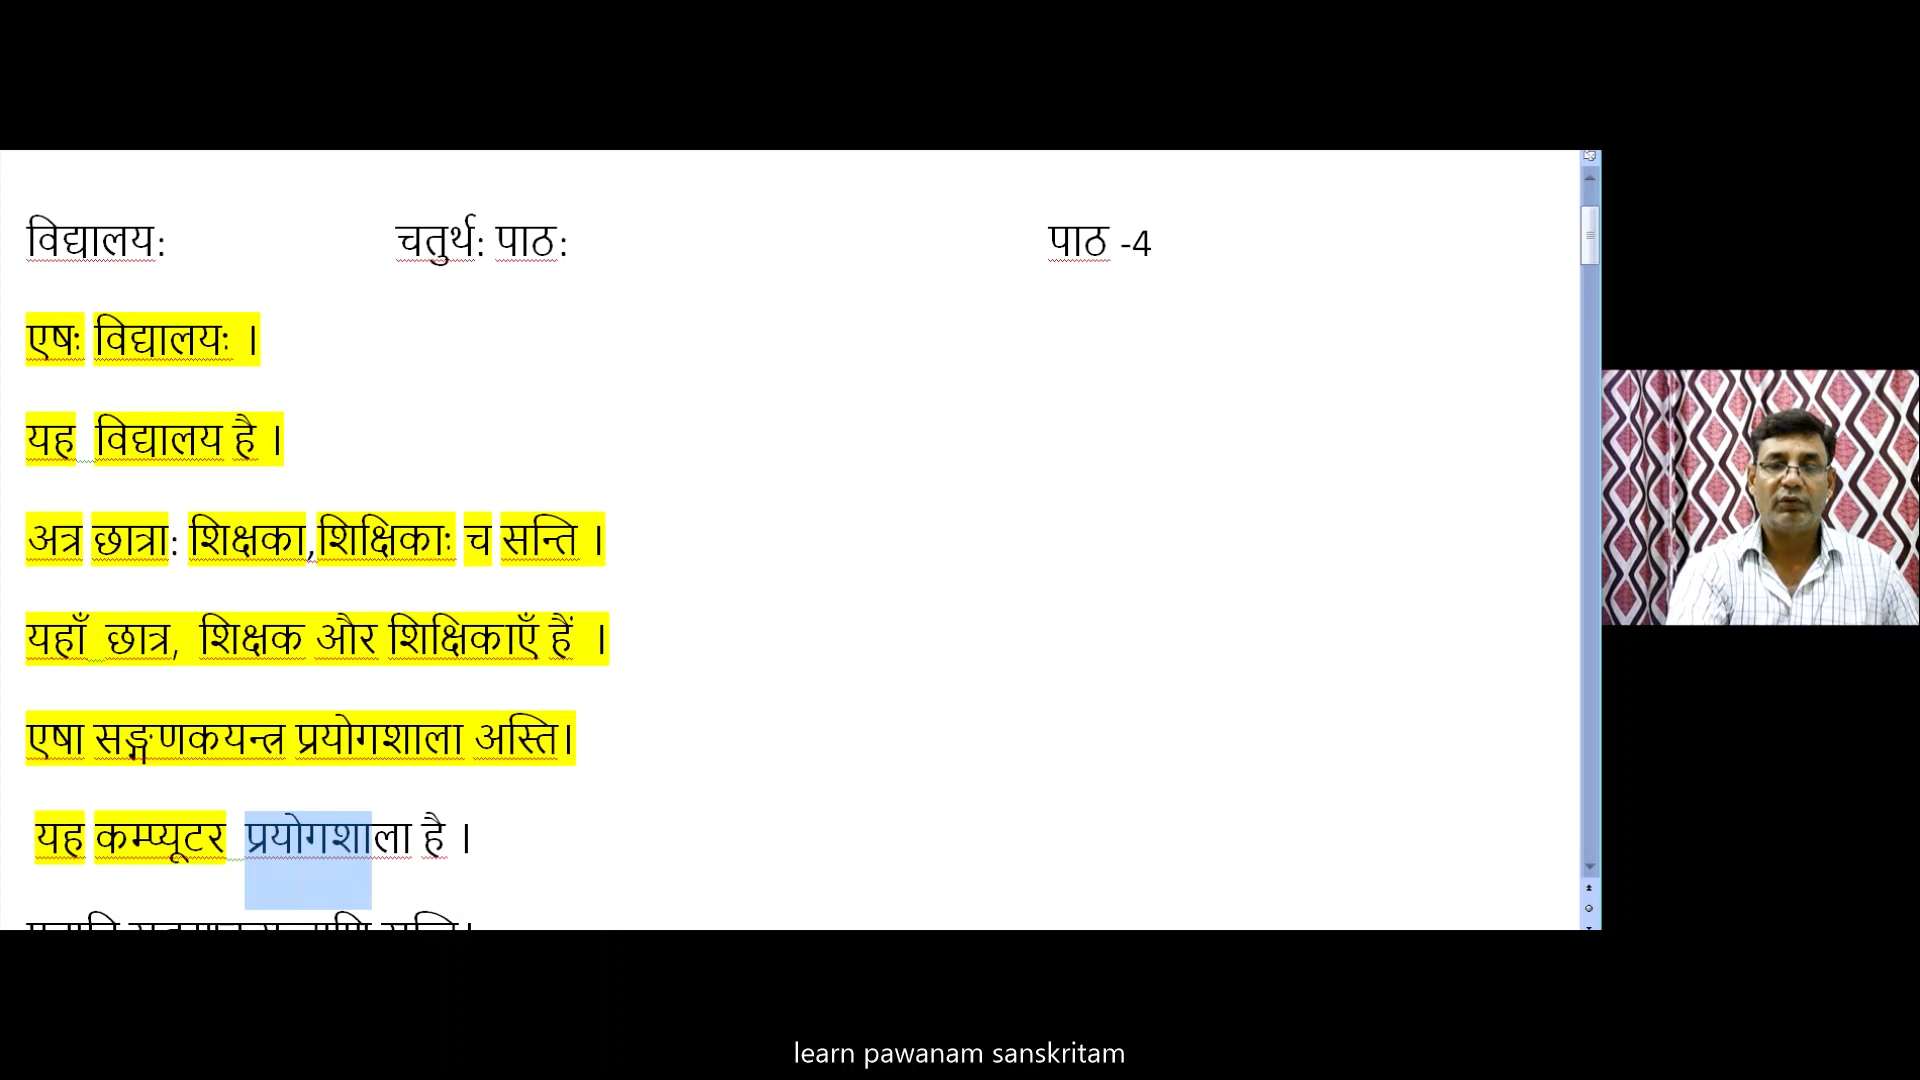 विद्यालय: चतुर्थ: पाठ: पाठ -4
एषः विद्यालयः ।
यह विद्यालय है ।
अत्र छात्रा: शिक्षका,शिक्षिकाः च सन्ति ।
यहाँ छात्र, शिक्षक और शिक्षिकाएँ हैं ।
एषा सङ्गणकयन्त्र प्रयोगशाला अस्ति।
यह कम्प्यूटर प्रयोगशाला है ।
learn pawanam sanskritam